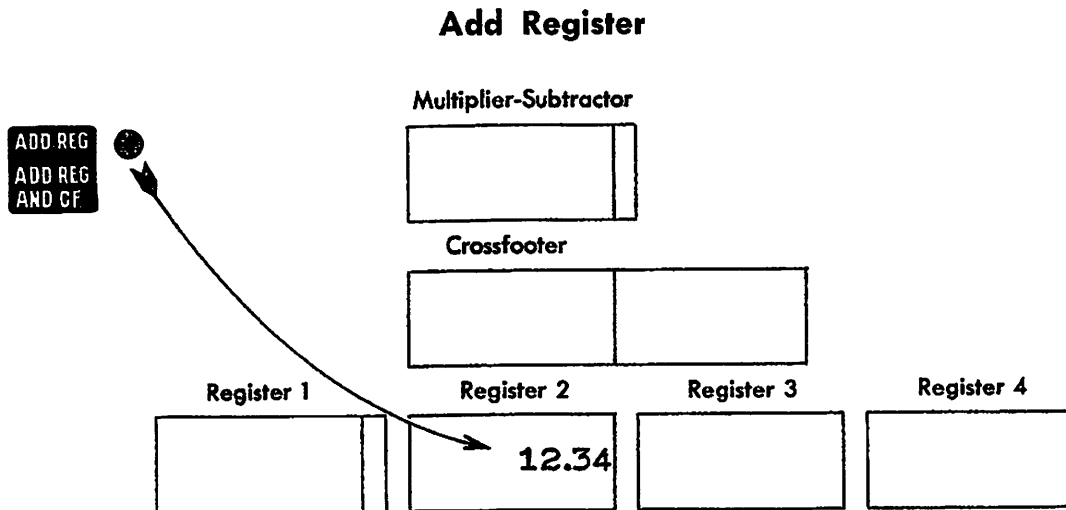 Add Register
Multiplier-Subtractor
ADD REG
ADD REG
AND CF.
Crossfooter
Register 1 Register 2 Register 3 Register 4
12.34